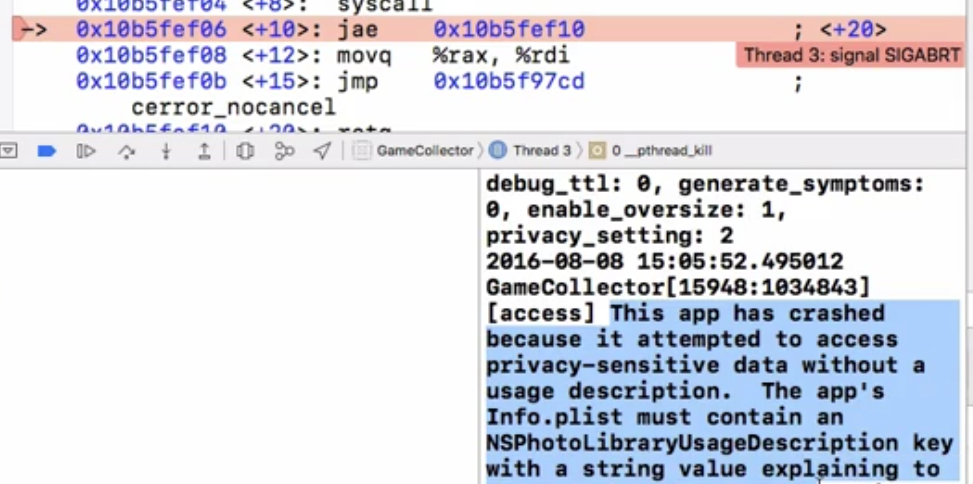 0x10b5fef04 <+8>: syscall
-> 0x10b5fef06 <+10>: jae 0x10b5fef10 ; <+20>
Thread 3: signal SIGABRT
0x10b5fef08 <+12>: movq %rax, %rdi
0x10b5fef0b <+15>: jmp 0x10b5f97cd ;
cerror_nocancel
0x10b5fef10 <+20>: retq
GameCollector Thread 3 0 __pthread_kill
debug_ttl: 0, generate_symptoms:
0, enable_oversize: 1,
privacy_setting: 2
2016-08-08 15:05:52.495012
GameCollector[15948:1034843]
[access] This app has crashed
because it attempted to access
privacy-sensitive data without a
usage description.  The app's
Info.plist must contain an
NSPhotoLibraryUsageDescription key
with a string value explaining to